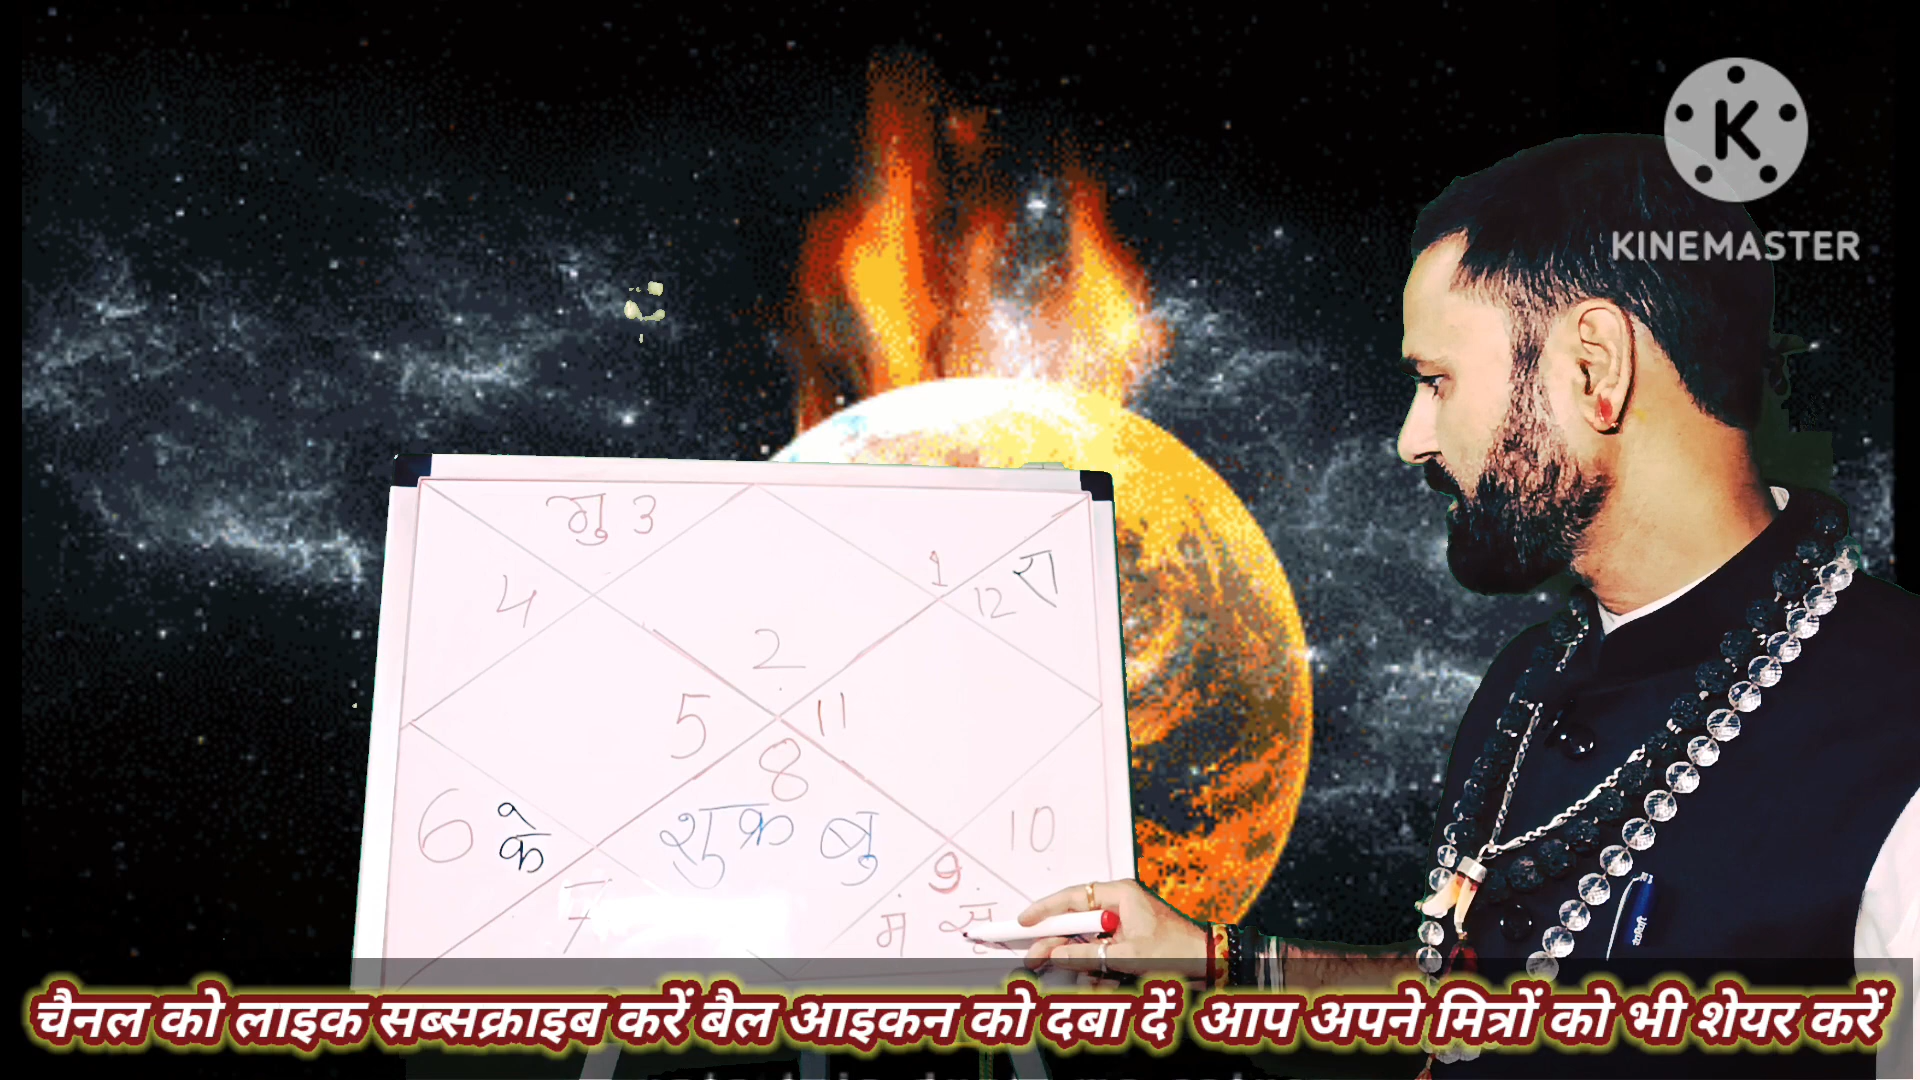 K
KINEMASTER
गु 3
1
12 रा
4
2
5
11
8
6 के
शुक्र बु
10
9
7
मं सू
चैनल को लाइक सब्सक्राइब करें बैल आइकन को दबा दें आप अपने मित्रों को भी शेयर करें